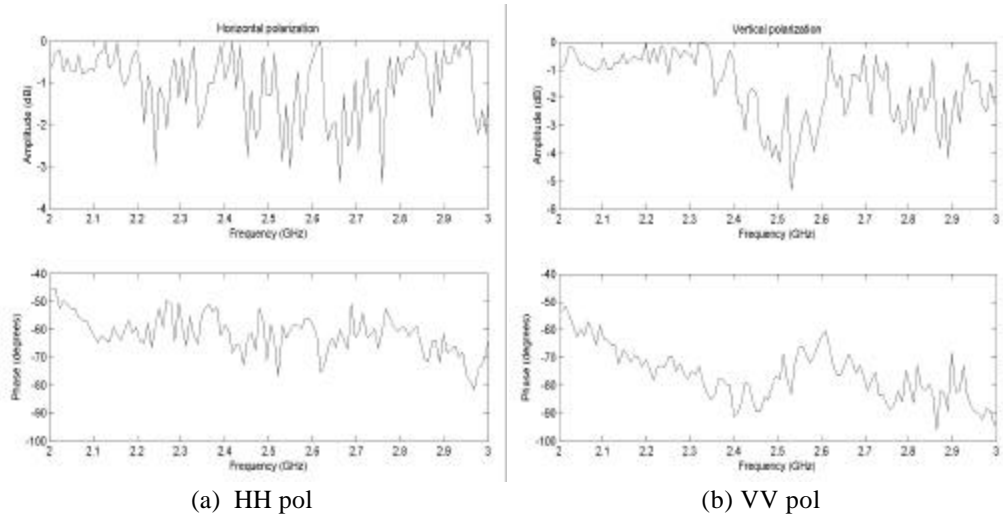 Horizontal polarization
Amplitude (dB)
0
-1
-2
-3
-4
2 2.1 2.2 2.3 2.4 2.5 2.6 2.7 2.8 2.9 3
Frequency (GHz)
Phase (degrees)
-40
-50
-60
-70
-80
-90
-100
2 2.1 2.2 2.3 2.4 2.5 2.6 2.7 2.8 2.9 3
Frequency (GHz)
(a) HH pol
Vertical polarization
Amplitude (dB)
0
-1
-2
-3
-4
-5
-6
2 2.1 2.2 2.3 2.4 2.5 2.6 2.7 2.8 2.9 3
Frequency (GHz)
Phase (degrees)
-40
-50
-60
-70
-80
-90
-100
2 2.1 2.2 2.3 2.4 2.5 2.6 2.7 2.8 2.9 3
Frequency (GHz)
(b) VV pol